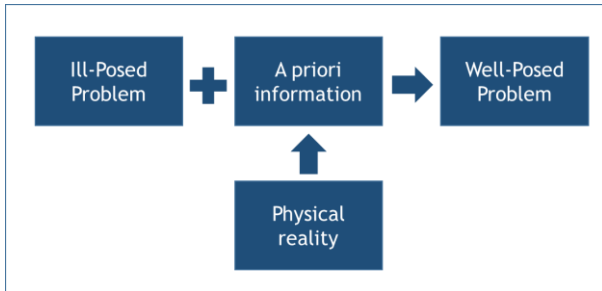 Ill-Posed
Problem
A priori
information
Well-Posed
Problem
Physical
reality